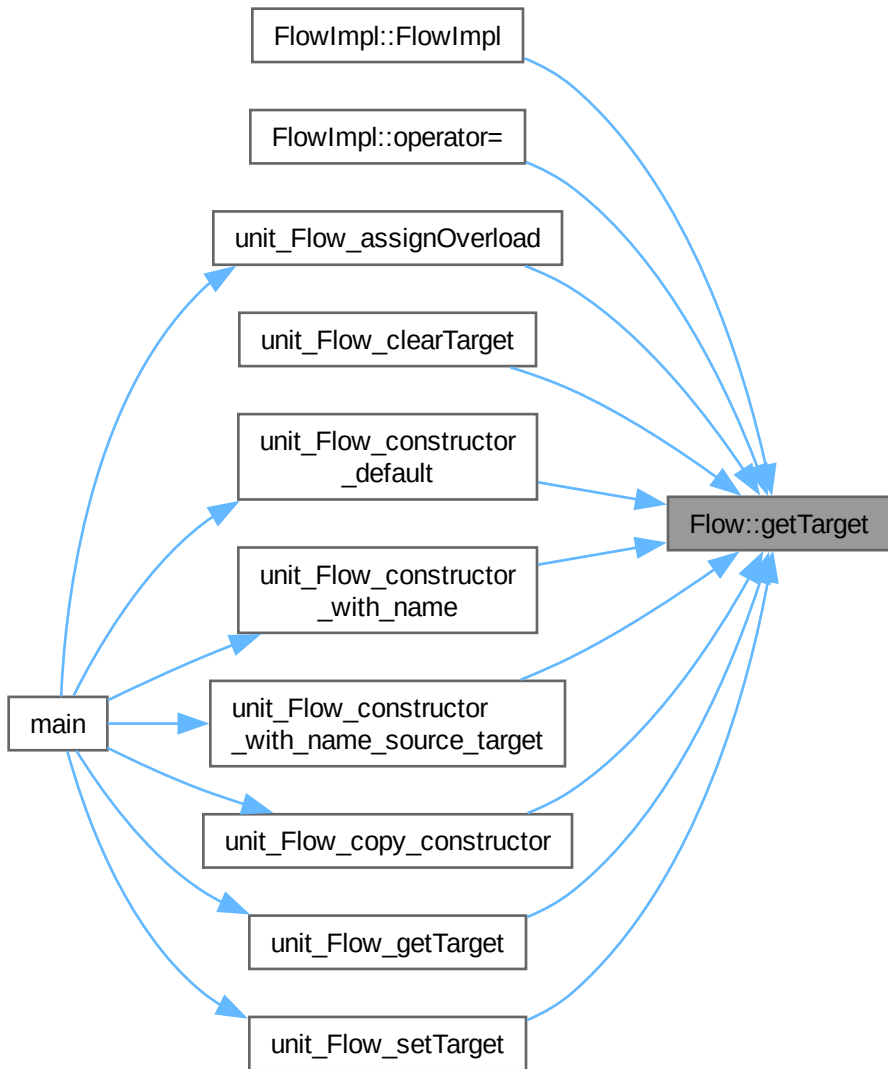 FlowImpl::FlowImpl
FlowImpl::operator=
unit_Flow_assignOverload
unit_Flow_clearTarget
unit_Flow_constructor
_default
Flow::getTarget
unit_Flow_constructor
_with_name
main
unit_Flow_constructor
_with_name_source_target
unit_Flow_copy_constructor
unit_Flow_getTarget
unit_Flow_setTarget